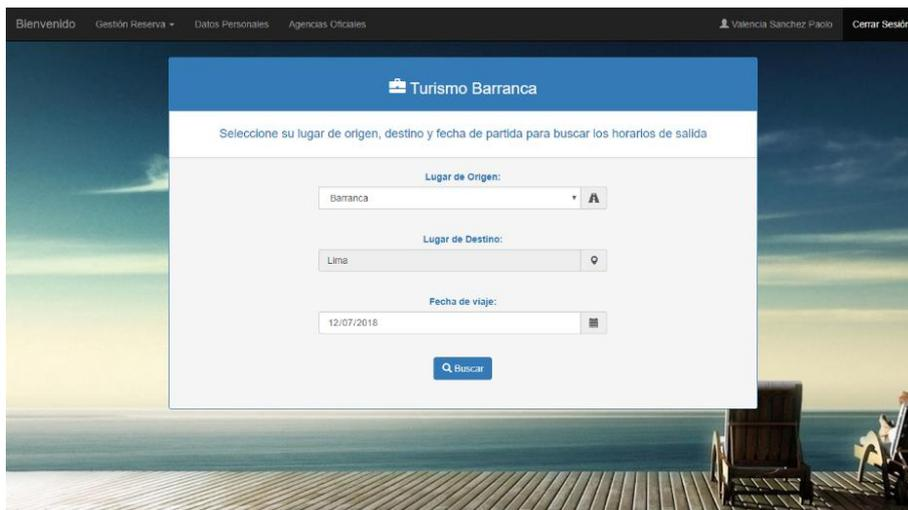 Bienvenido Gestión Reserva Datos Personales Agencias Oficiales Valencia Sanchez Paolo Cerrar Sesión
Turismo Barranca
Seleccione su lugar de origen, destino y fecha de partida para buscar los horarios de salida
Lugar de Origen:
Barranca
Lugar de Destino:
Lima
Fecha de viaje:
12/07/2018
Buscar